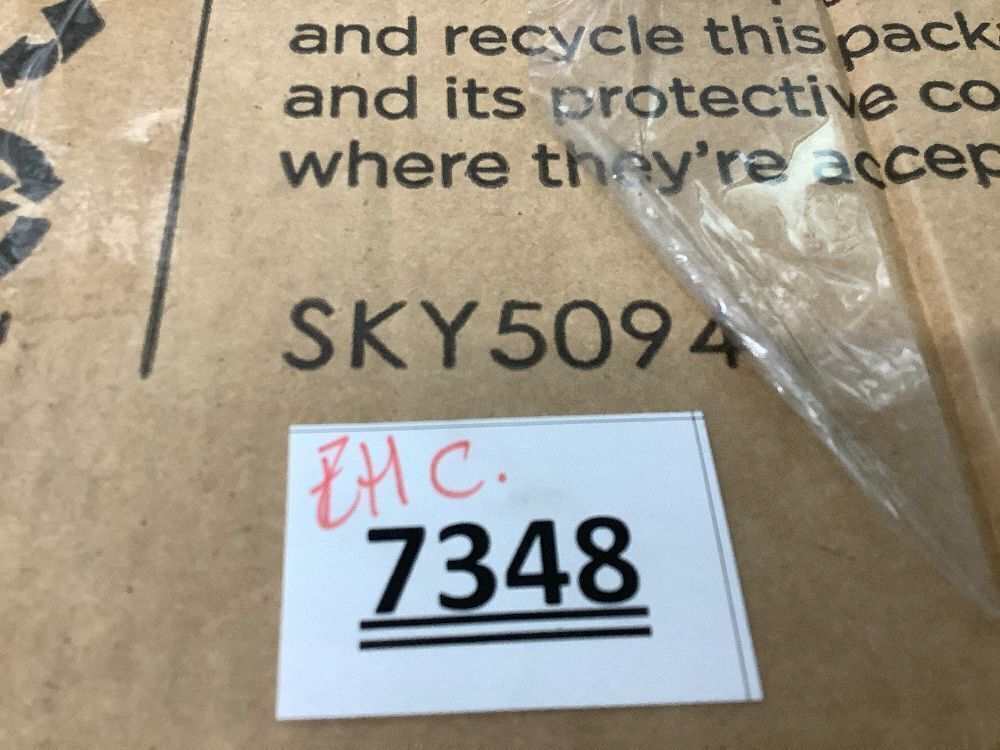 and recycle this pack
and its protective co
where they're accep
SKY5094
EHC.
7348